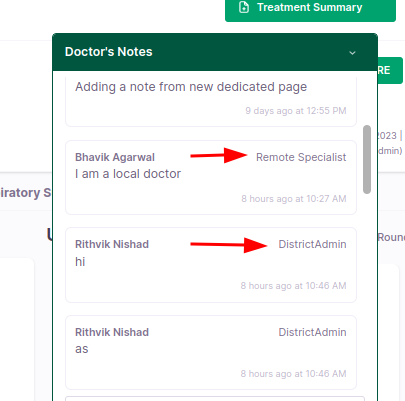 Treatment Summary
Doctor's Notes
Adding a note from new dedicated page
9 days ago at 12:55 PM
RE
2023 |
dmin)
Bhavik Agarwal Remote Specialist
I am a local doctor
8 hours ago at 10:27 AM
iratory S
Rithvik Nishad DistrictAdmin
hi
8 hours ago at 10:46 AM
U
Roun
Rithvik Nishad DistrictAdmin
as
8 hours ago at 10:46 AM